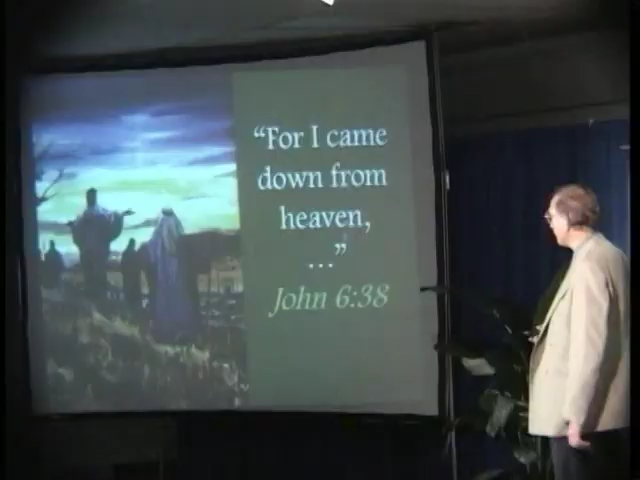 “For I came
down from
heaven,
...”
John 6:38